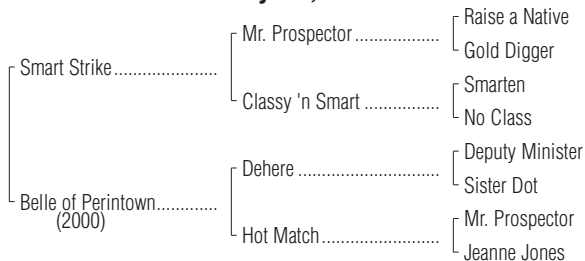 Raise a Native
Mr. Prospector
Gold Digger
Smart Strike
Smarten
Classy 'n Smart
No Class
Deputy Minister
Dehere
Sister Dot
Belle of Perintown
(2000)
Mr. Prospector
Hot Match
Jeanne Jones